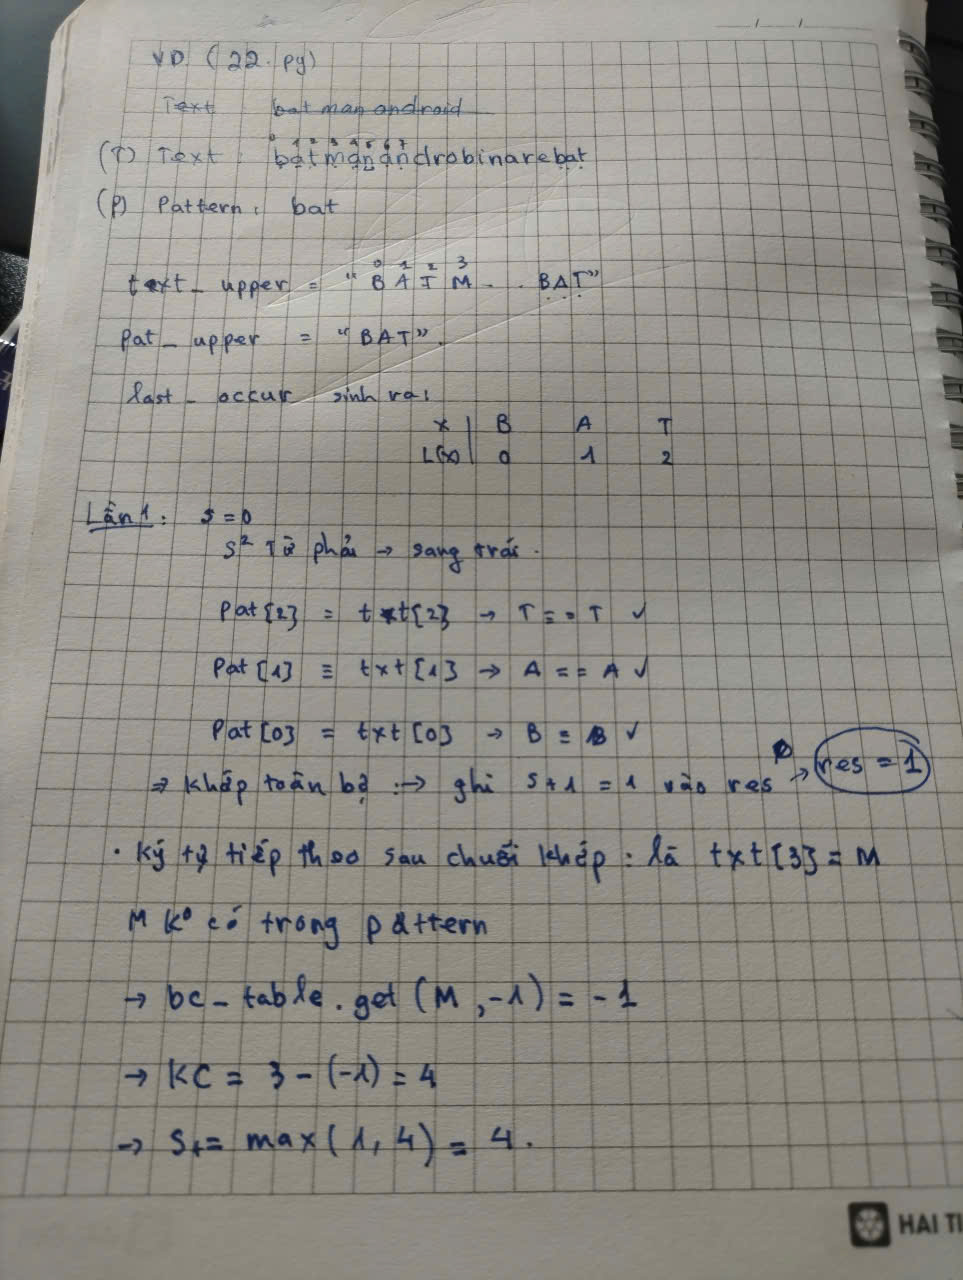 VD (22.py)
Text batmanandroid
0 1 2 3 4 5 6 7
(T) Text: batmanandrobinarebat
(P) Pattern: bat
0 1 2 3
text_upper = "BATM..BAT"
Pat_upper = "BAT".
last_occur sinh ra:
x | B A T
L(x) | 0 1 2
Lần 1: s = 0
Từ phải → sang trái.
Pat[2] = txt[2] → T == T ✓
Pat[1] = txt[1] → A == A ✓
Pat[0] = txt[0] → B = B ✓
⇒ Khớp toàn bộ :→ ghi s+1 = 1 vào res → res = 1
• Ký tự tiếp theo sau chuỗi khớp: là txt[3] = M
M K⁰ có trong pattern
→ bc_table.get(M,-1) = -1
→ KC = 3 - (-1) = 4
→ S+= max(1, 4) = 4.
HAI TI